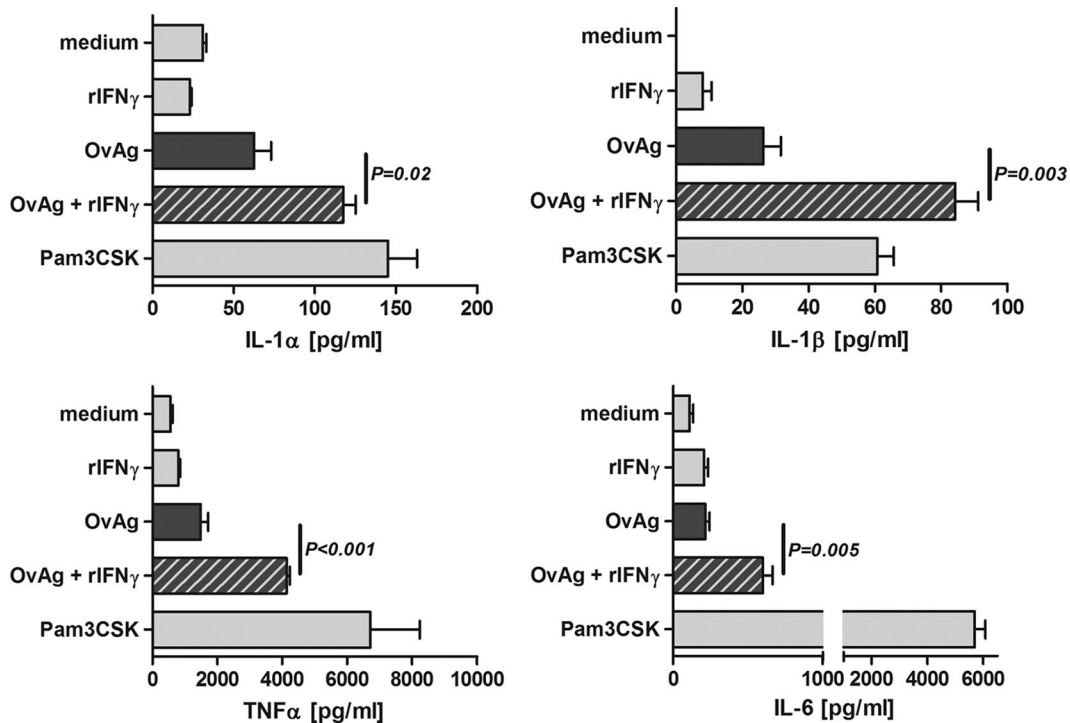 medium
rIFNγ
OvAg
OvAg + rIFNγ
Pam3CSK
P=0.02
0 50 100 150 200
IL-1α [pg/ml]
medium
rIFNγ
OvAg
OvAg + rIFNγ
Pam3CSK
P=0.003
0 20 40 60 80 100
IL-1β [pg/ml]
medium
rIFNγ
OvAg
OvAg + rIFNγ
Pam3CSK
P<0.001
0 2000 4000 6000 8000 10000
TNFα [pg/ml]
medium
rIFNγ
OvAg
OvAg + rIFNγ
Pam3CSK
P=0.005
0 1000 2000 4000 6000
IL-6 [pg/ml]